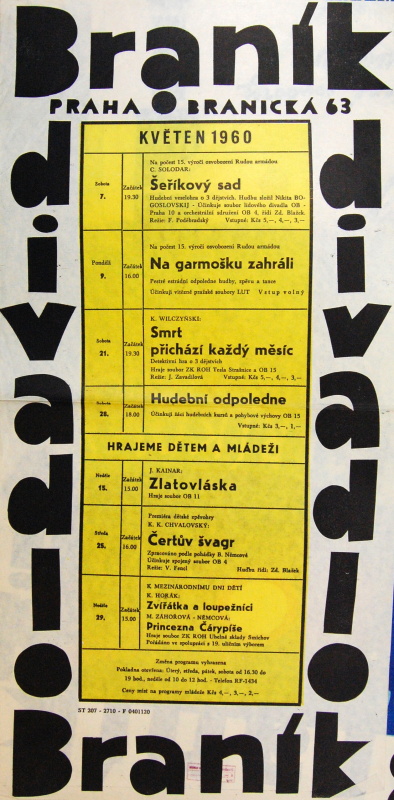 Braník
PRAHA • BRANICKÁ 63
divadlo
divadlo
KVĚTEN 1960
Sobota
7.
Začátek
19.30
Na počest 15. výročí osvobození Rudou armádou
C. SOLODAR:
Šeříkový sad
Hudební veselohra o 3 dějstvích. Hudbu složil Nikita BO-
GOSLOVSKIJ - Účinkuje soubor lidového divadla OB -
Praha 10 a orchestrální sdružení OB 4, řídí Zd. Blažek.
Režie: F. Poděbradský Vstupné: Kčs 5,—, 4,—, 3,—
Pondělí
9.
Začátek
16.00
Na počest 15. výročí osvobození Rudou armádou
Na garmošku zahráli
Pestré estrádní odpoledne hudby, zpěvu a tance
Účinkují vítězné pražské soubory LUT Vstup volný
Sobota
21.
Začátek
19.30
K. WILCZYŃSKI:
Smrt
přichází každý měsíc
Detektivní hra o 3 dějstvích
Hraje soubor ZK ROH Tesla Strašnice a OB 15
Režie: J. Zavadilová Vstupné: Kčs 5,—, 4,—, 3,—
Sobota
28.
Začátek
18.00
Hudební odpoledne
Účinkují žáci hudebních kursů a pohybové výchovy OB 15
Vstupné: Kčs 3,—, 1,—
HRAJEME DĚTEM A MLÁDEŽI
Neděle
15.
Začátek
15.00
J. KAINAR:
Zlatovláska
Hraje soubor OB 11
Středa
25.
Začátek
16.00
Premiéra dětské zpěvohry
K. K. CHVALOVSKÝ:
Čertův švagr
Zpracováno podle pohádky B. Němcové
Účinkuje spojený soubor OB 4
Režie: V. Fencl Hudbu řídí: Zd. Blažek
Neděle
29.
Začátek
15.00
K MEZINÁRODNÍMU DNI DĚTÍ
K. HORÁK:
Zvířátka a loupežníci
M. ZÁHOROVÁ - NĚMCOVÁ:
Princezna Čárypíše
Hraje soubor ZK ROH Uhelné sklady Smíchov
Pořádáno ve spolupráci s 19. uličním výborem
Změna programu vyhrazena
Pokladna otevřena: Úterý, středa, pátek, sobota od 16.30 do
19 hod., neděle od 10 do 12 hod. - Telefon RF-1434
Ceny míst na programy mládeže Kčs 4,—, 3,—, 2,—
ST 307 - 2710 - F 0401120
Braník